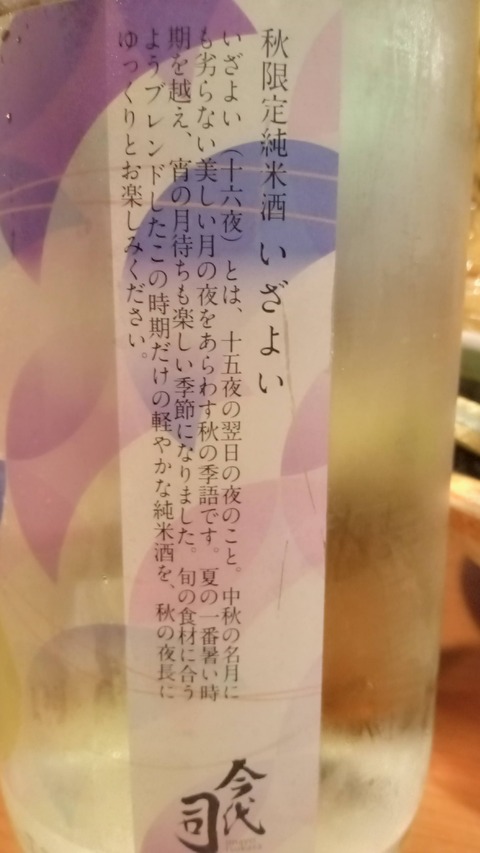 秋限定純米酒 いざよい
いざよい（十六夜）とは、十五夜の翌日の夜のこと。中秋の名月に
も劣らない美しい月の夜をあらわす秋の季語です。夏の一番暑い時
期を越え、宵の月待ちも楽しい季節になりました。旬の食材に合う
ようブレンドしたこの時期だけの軽やかな純米酒を、秋の夜長に
ゆっくりとお楽しみください。
今代
司